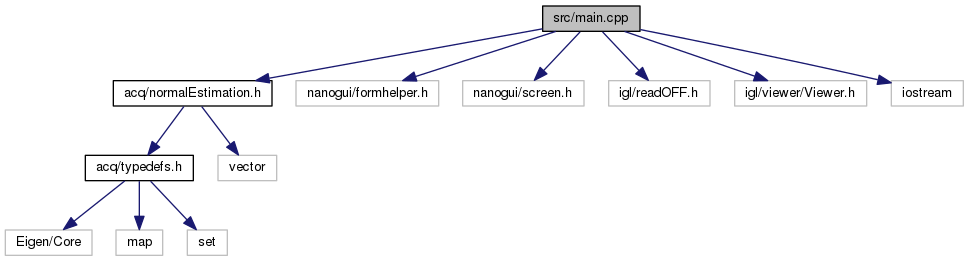 src/main.cpp
acq/normalEstimation.h
nanogui/formhelper.h
nanogui/screen.h
igl/readOFF.h
igl/viewer/Viewer.h
iostream
acq/typedefs.h
vector
Eigen/Core
map
set